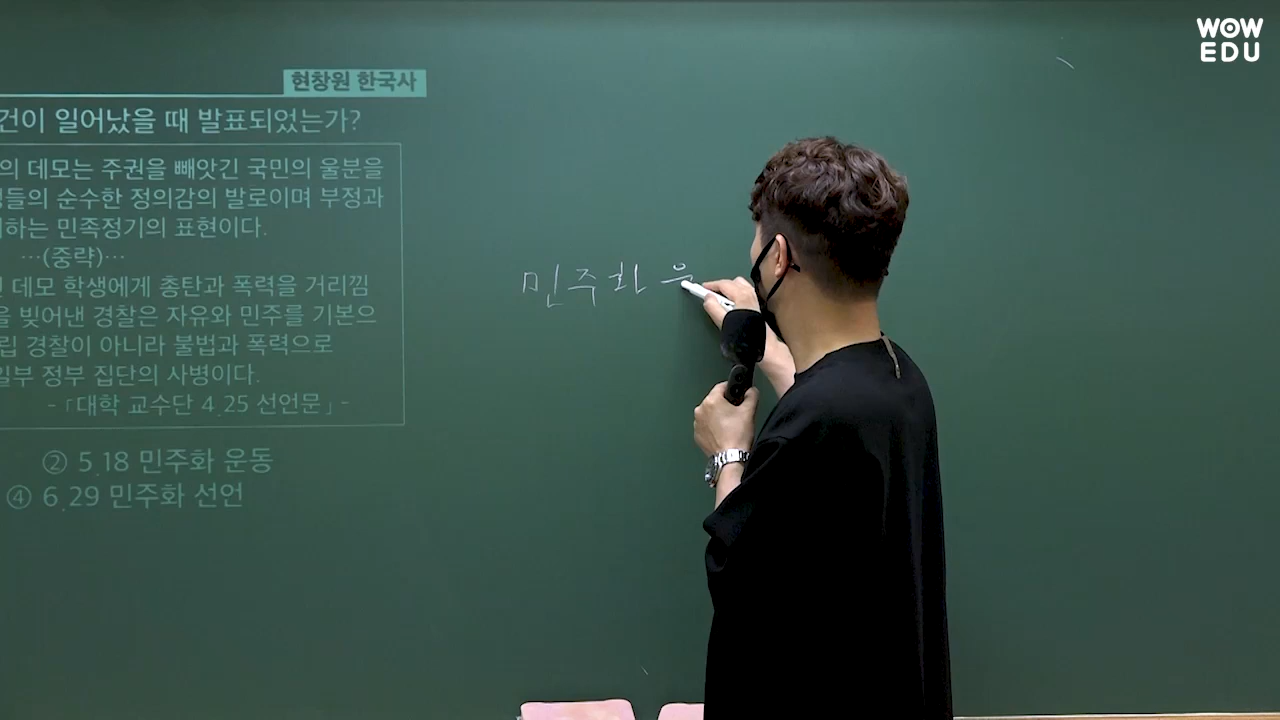 WOW
EDU
현창원 한국사
건이 일어났을 때 발표되었는가?
의 데모는 주권을 빼앗긴 국민의 울분을
들의 순수한 정의감의 발로이며 부정과
하는 민족정기의 표현이다.
…(중략)…
데모 학생에게 총탄과 폭력을 거리낌
을 빚어낸 경찰은 자유와 민주를 기본으
립 경찰이 아니라 불법과 폭력으로
일부 정부 집단의 사병이다.
-「대학 교수단 4.25 선언문」-
② 5.18 민주화 운동
④ 6.29 민주화 선언
민주화 우